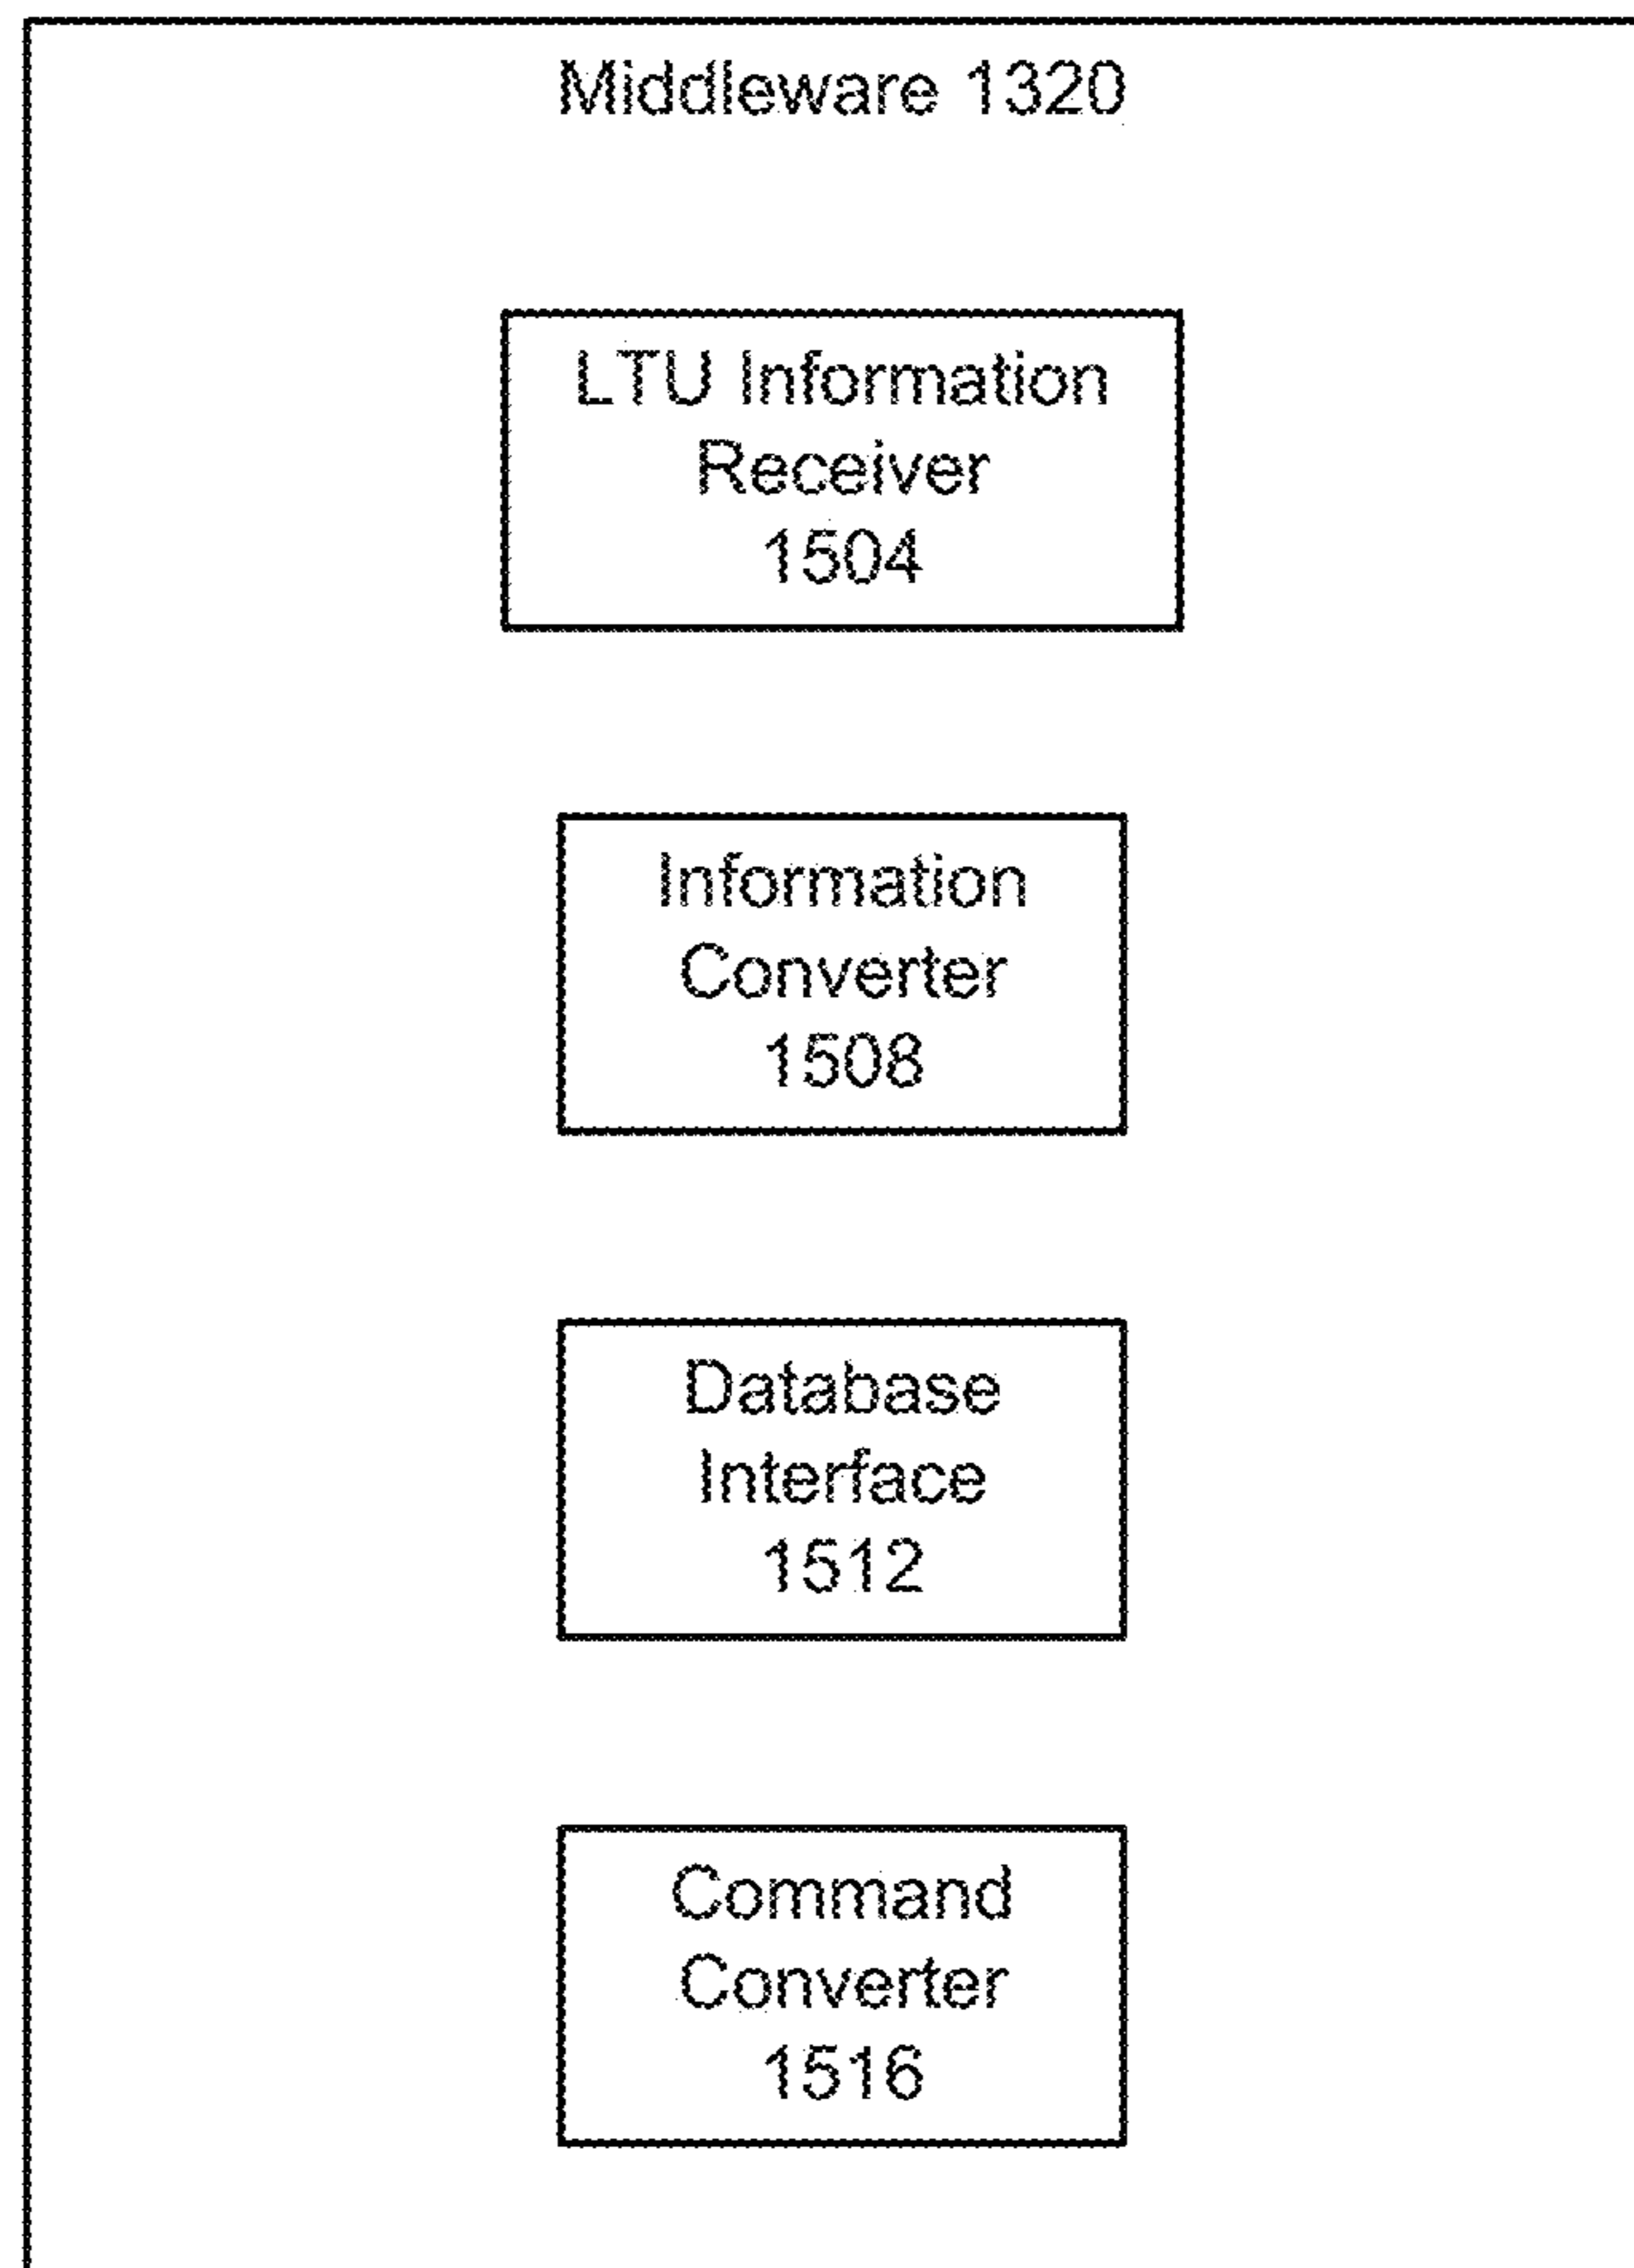 Middleware 1320
LTU Information
Receiver
1504
Information
Converter
1508
Database
Interface
1512
Command
Converter
1516